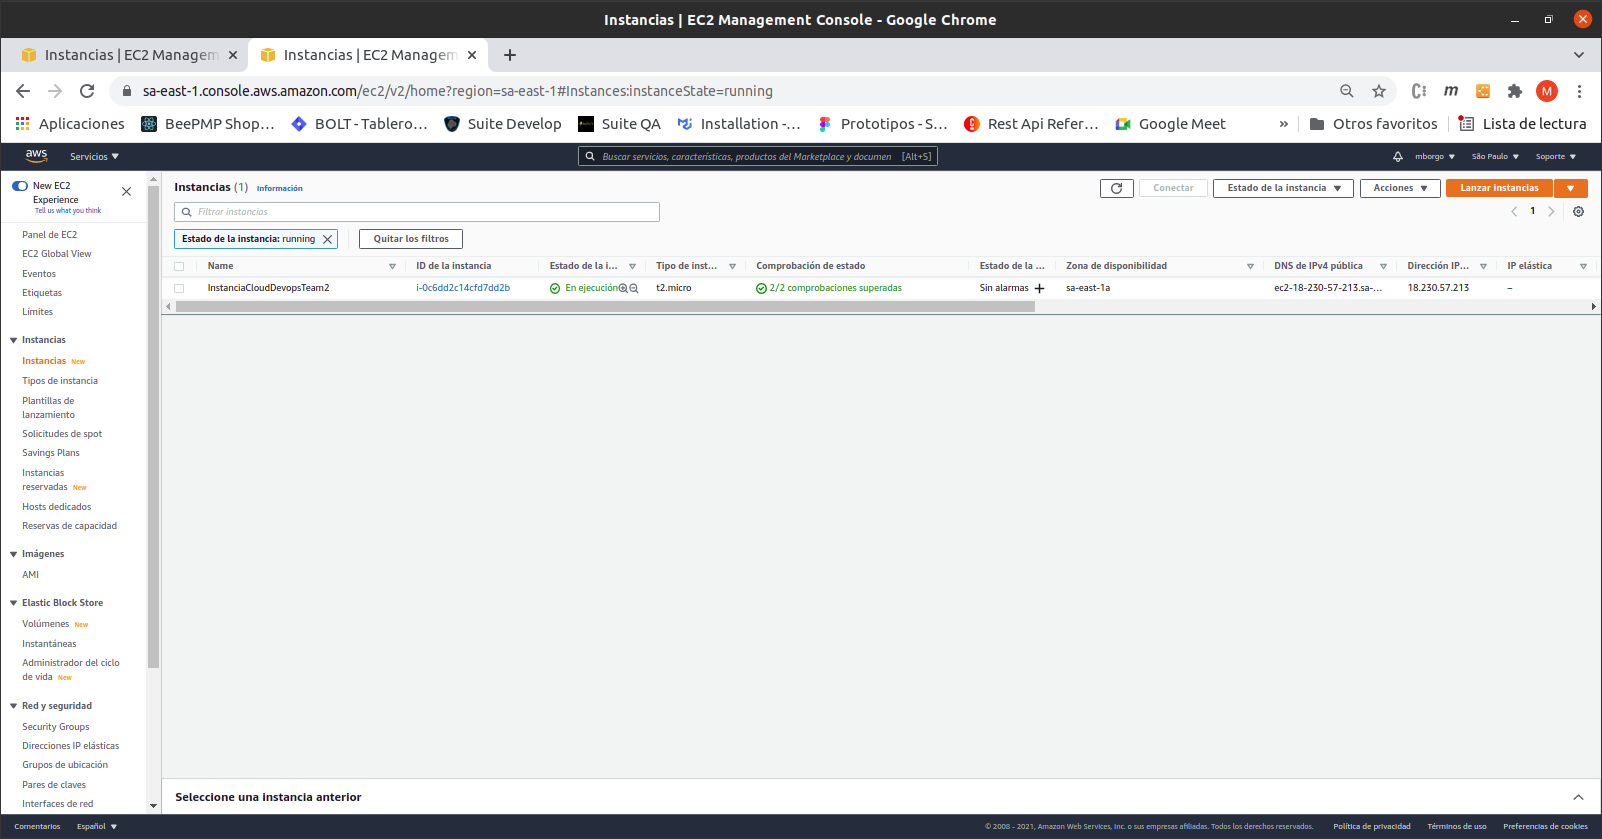 Instancias | EC2 Management Console - Google Chrome
Instancias | EC2 Managem
Instancias | EC2 Managem
sa-east-1.console.aws.amazon.com/ec2/v2/home?region=sa-east-1#Instances:instanceState=running
M
Aplicaciones BeePMP Shop... BOLT - Tablero... Suite Develop Suite QA Installation -... Prototipos - S... Rest Api Refer... Google Meet » Otros favoritos Lista de lectura
aws Servicios Buscar servicios, características, productos del Marketplace y documen [Alt+S] mborgo São Paulo Soporte
New EC2
Experience
Tell us what you think
Panel de EC2
EC2 Global View
Eventos
Etiquetas
Límites
Instancias
Instancias New
Tipos de instancia
Plantillas de
lanzamiento
Solicitudes de spot
Savings Plans
Instancias
reservadas New
Hosts dedicados
Reservas de capacidad
Imágenes
AMI
Elastic Block Store
Volúmenes New
Instantáneas
Administrador del ciclo
de vida New
Red y seguridad
Security Groups
Direcciones IP elásticas
Grupos de ubicación
Pares de claves
Interfaces de red
Instancias (1) Información
Conectar Estado de la instancia Acciones Lanzar instancias
Filtrar instancias
1
Estado de la instancia: running Quitar los filtros
Name ID de la instancia Estado de la i... Tipo de inst... Comprobación de estado Estado de la ... Zona de disponibilidad DNS de IPv4 pública Dirección IP... IP elástica
InstanciaCloudDevopsTeam2 i-0c6dd2c14cfd7dd2b En ejecución t2.micro 2/2 comprobaciones superadas Sin alarmas + sa-east-1a ec2-18-230-57-213.sa-... 18.230.57.213 –
Seleccione una instancia anterior
Comentarios Español © 2008 - 2021, Amazon Web Services, Inc. o sus empresas afiliadas. Todos los derechos reservados. Política de privacidad Términos de uso Preferencias de cookies